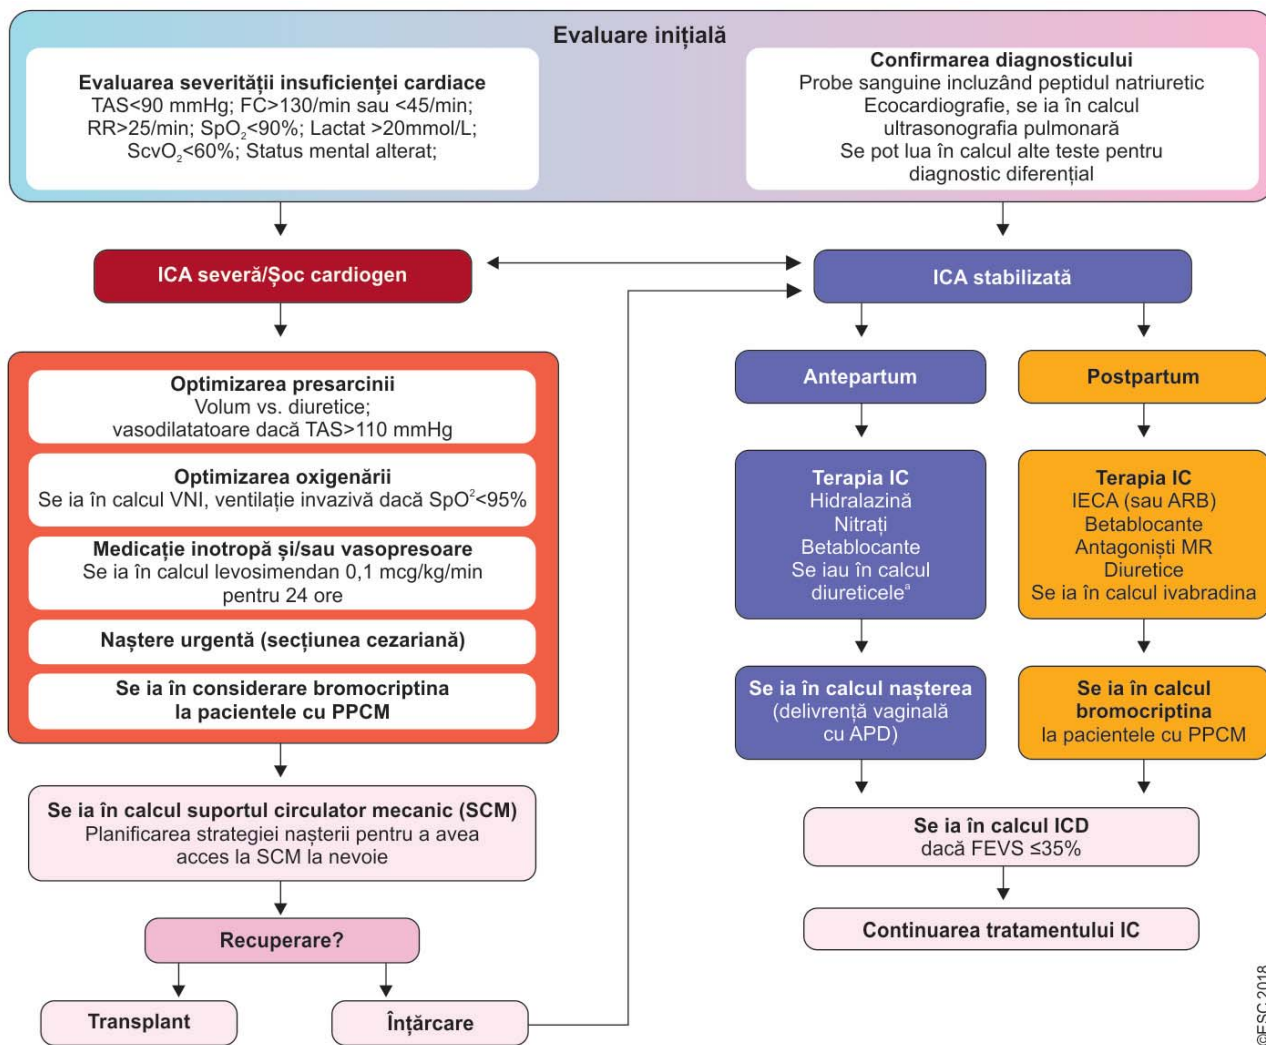 Evaluare inițială
Evaluarea severității insuficienței cardiace
TAS<90 mmHg; FC>130/min sau <45/min;
RR>25/min; SpO₂<90%; Lactat >20mmol/L;
ScvO₂<60%; Status mental alterat;
Confirmarea diagnosticului
Probe sanguine incluzând peptidul natriuretic
Ecocardiografie, se ia în calcul
ultrasonografia pulmonară
Se pot lua în calcul alte teste pentru
diagnostic diferențial
ICA severă/Șoc cardiogen
ICA stabilizată
Optimizarea presarcinii
Volum vs. diuretice;
vasodilatatoare dacă TAS>110 mmHg
Optimizarea oxigenării
Se ia în calcul VNI, ventilație invazivă dacă SpO²<95%
Medicație inotropă și/sau vasopresoare
Se ia în calcul levosimendan 0,1 mcg/kg/min
pentru 24 ore
Naștere urgentă (secțiunea cezariană)
Se ia în considerare bromocriptina
la pacientele cu PPCM
Se ia în calcul suportul circulator mecanic (SCM)
Planificarea strategiei nașterii pentru a avea
acces la SCM la nevoie
Recuperare?
Transplant
Înțărcare
Antepartum
Terapia IC
Hidralazină
Nitrați
Betablocante
Se iau în calcul
diureticeleᵃ
Se ia în calcul nașterea
(delivrență vaginală
cu APD)
Postpartum
Terapia IC
IECA (sau ARB)
Betablocante
Antagoniști MR
Diuretice
Se ia în calcul ivabradina
Se ia în calcul
bromocriptina
la pacientele cu PPCM
Se ia în calcul ICD
dacă FEVS ≤35%
Continuarea tratamentului IC
©ESC 2018